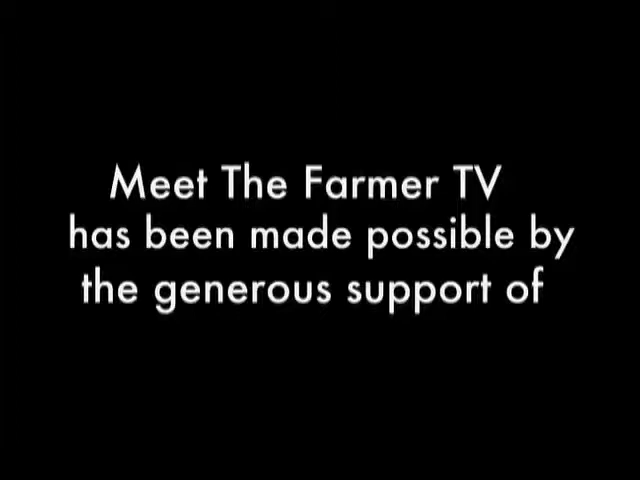 Meet The Farmer TV
has been made possible by
the generous support of